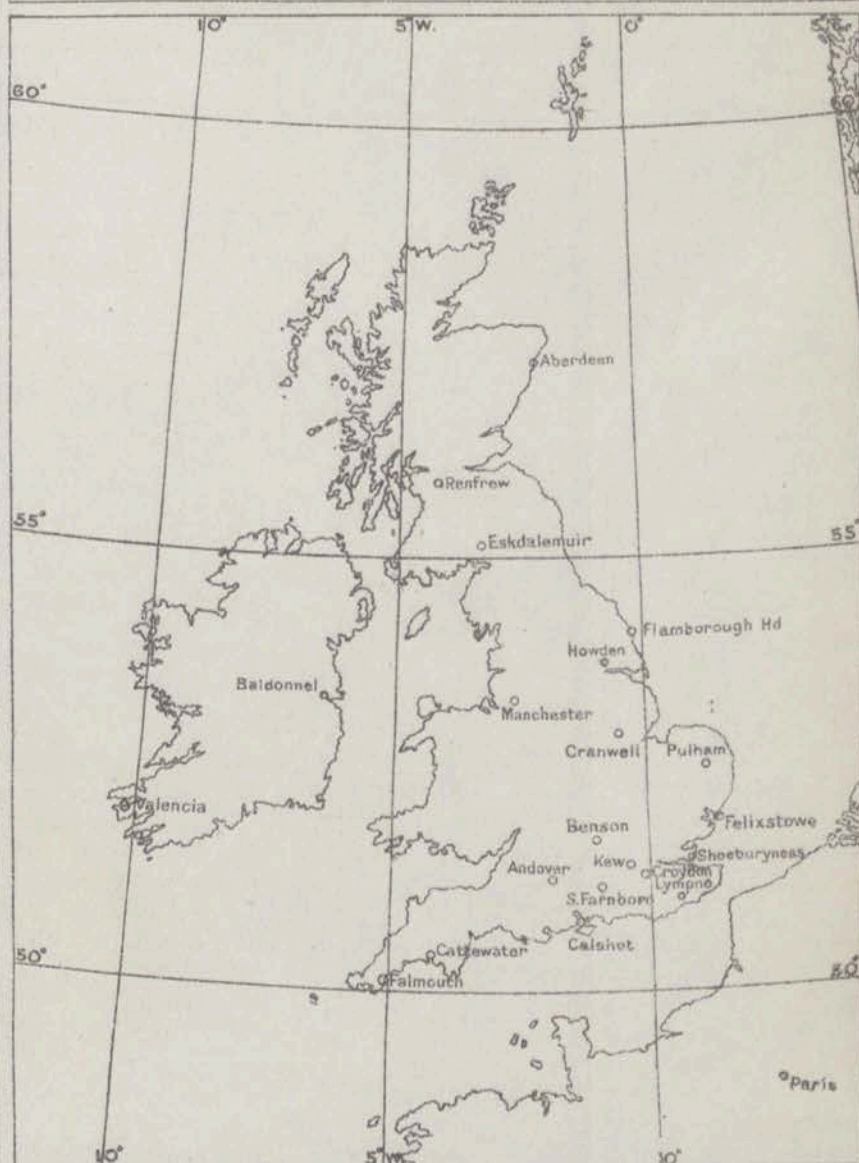 10° 5°W. 0° 5
60°
Aberdeen
Renfrew
55° Eskdalemuir 55°
Flamborough Hd
Howden
Baldonnel
Manchester
Cranwell Pulham
Valencia
Felixstowe
Benson
Shoeburyness
Kew
Andover Croydon
Lympne
S.Farnboro
Calshot
Cattewater
50° 50°
Falmouth
Paris
10° 5°W. 0°